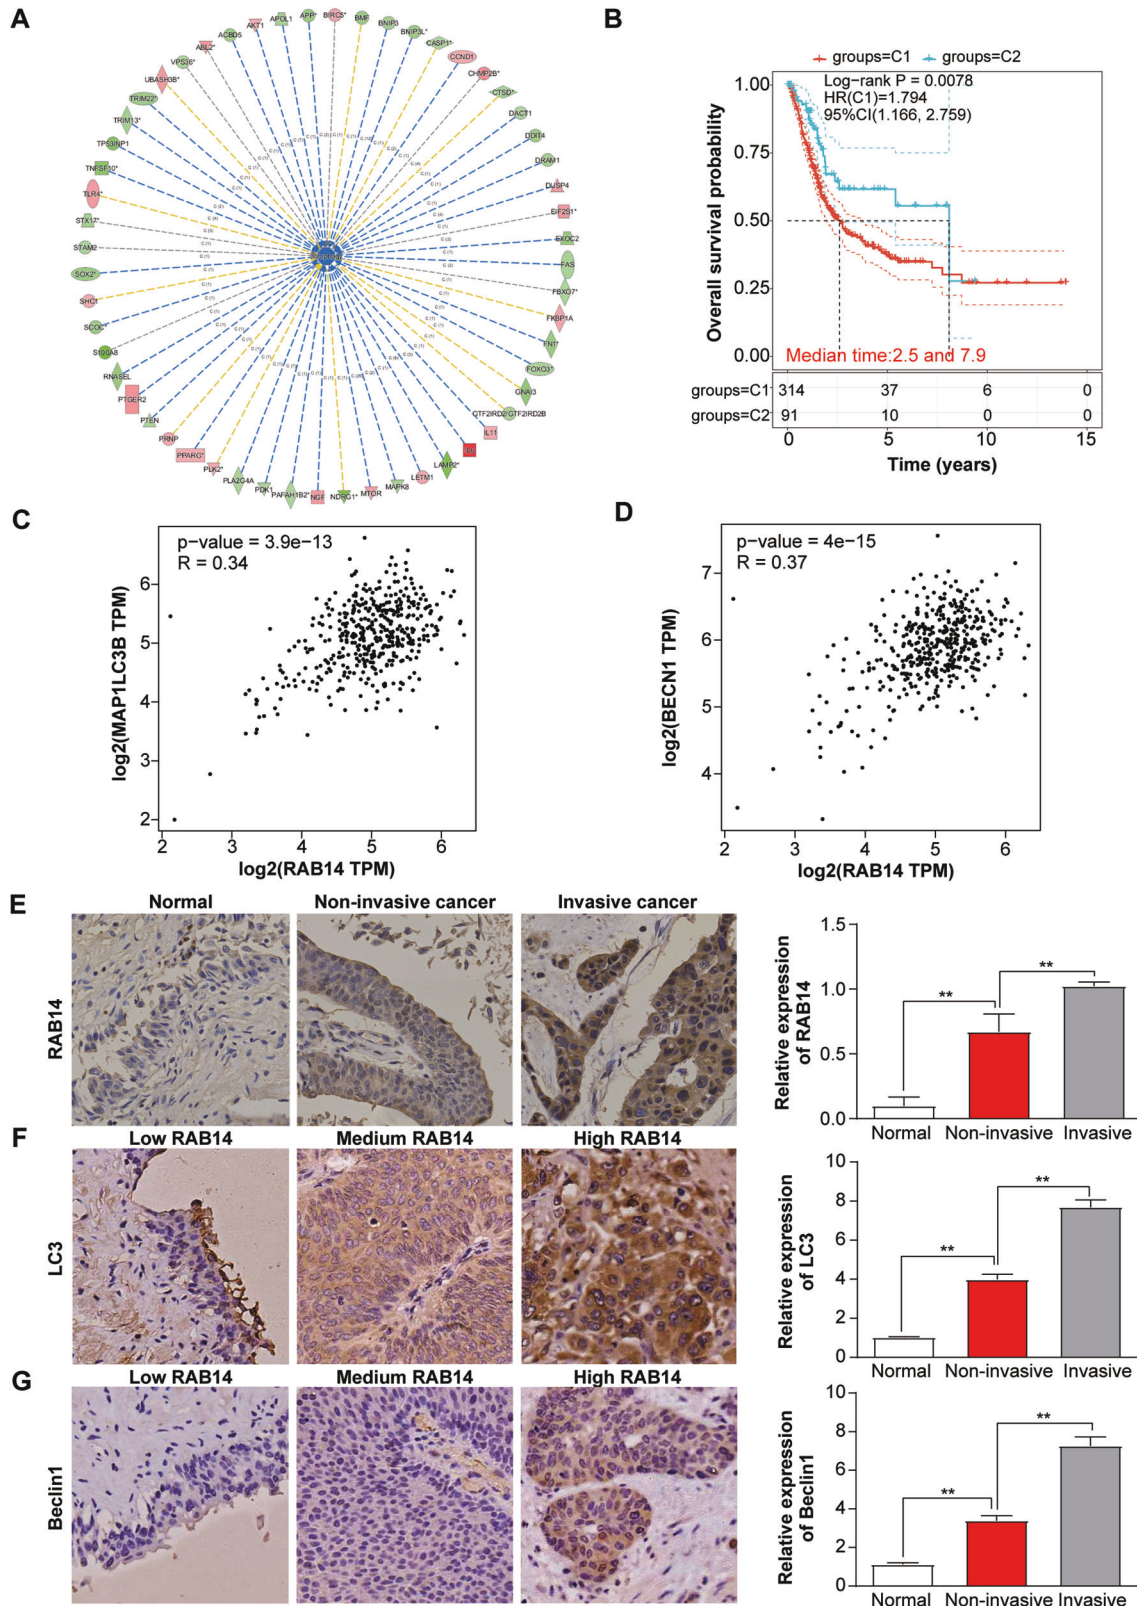 A
APP*
BIRC5*
BMF
APOL1
BNIP3
AKT1
BNIP3L*
ACBD5
CASP1*
ABL2*
CCND1
VPS36*
CHMP2B*
UBASH3B*
CTSD*
TRIM22*
DACT1
TRIM13*
DDIT4
TP53INP1
DRAM1
TNFSF10*
DUSP4
TLR4*
EIF2S1*
STX17*
EXOC2
STAM2
FAS
SOX2*
FBXO7*
SHC1
FKBP1A
SCOC*
FN1*
S100A8
FOXO3*
RNASEL
GNAI3
PTGER2
GTF2IRD2/GTF2IRD2B
PTEN
IL11
PRNP
PPARG*
LAMP2*
PLK2*
LETM1
PLA2G4A
MAPK8
PDK1
MTOR
PAFAH1B2*
NGF
NDRG1*
B
groups=C1
groups=C2
Log-rank P = 0.0078
HR(C1)=1.794
95%CI(1.166, 2.759)
Overall survival probability
1.00
0.75
0.50
0.25
0.00
Median time:2.5 and 7.9
groups=C1 314 37 6 0
groups=C2 91 10 0 0
0 5 10 15
Time (years)
C
p-value = 3.9e-13
R = 0.34
log2(MAP1LC3B TPM)
6
5
4
3
2
2 3 4 5 6
log2(RAB14 TPM)
D
p-value = 4e-15
R = 0.37
log2(BECN1 TPM)
7
6
5
4
2 3 4 5 6
log2(RAB14 TPM)
E
Normal
Non-invasive cancer
Invasive cancer
RAB14
Relative expression
of RAB14
1.5
1.0
0.5
0.0
**
**
Normal Non-invasive Invasive
F
Low RAB14
Medium RAB14
High RAB14
LC3
Relative expression
of LC3
10
8
6
4
2
0
**
**
Normal Non-invasive Invasive
G
Low RAB14
Medium RAB14
High RAB14
Beclin1
Relative expression
of Beclin1
10
8
6
4
2
0
**
**
Normal Non-invasive Invasive